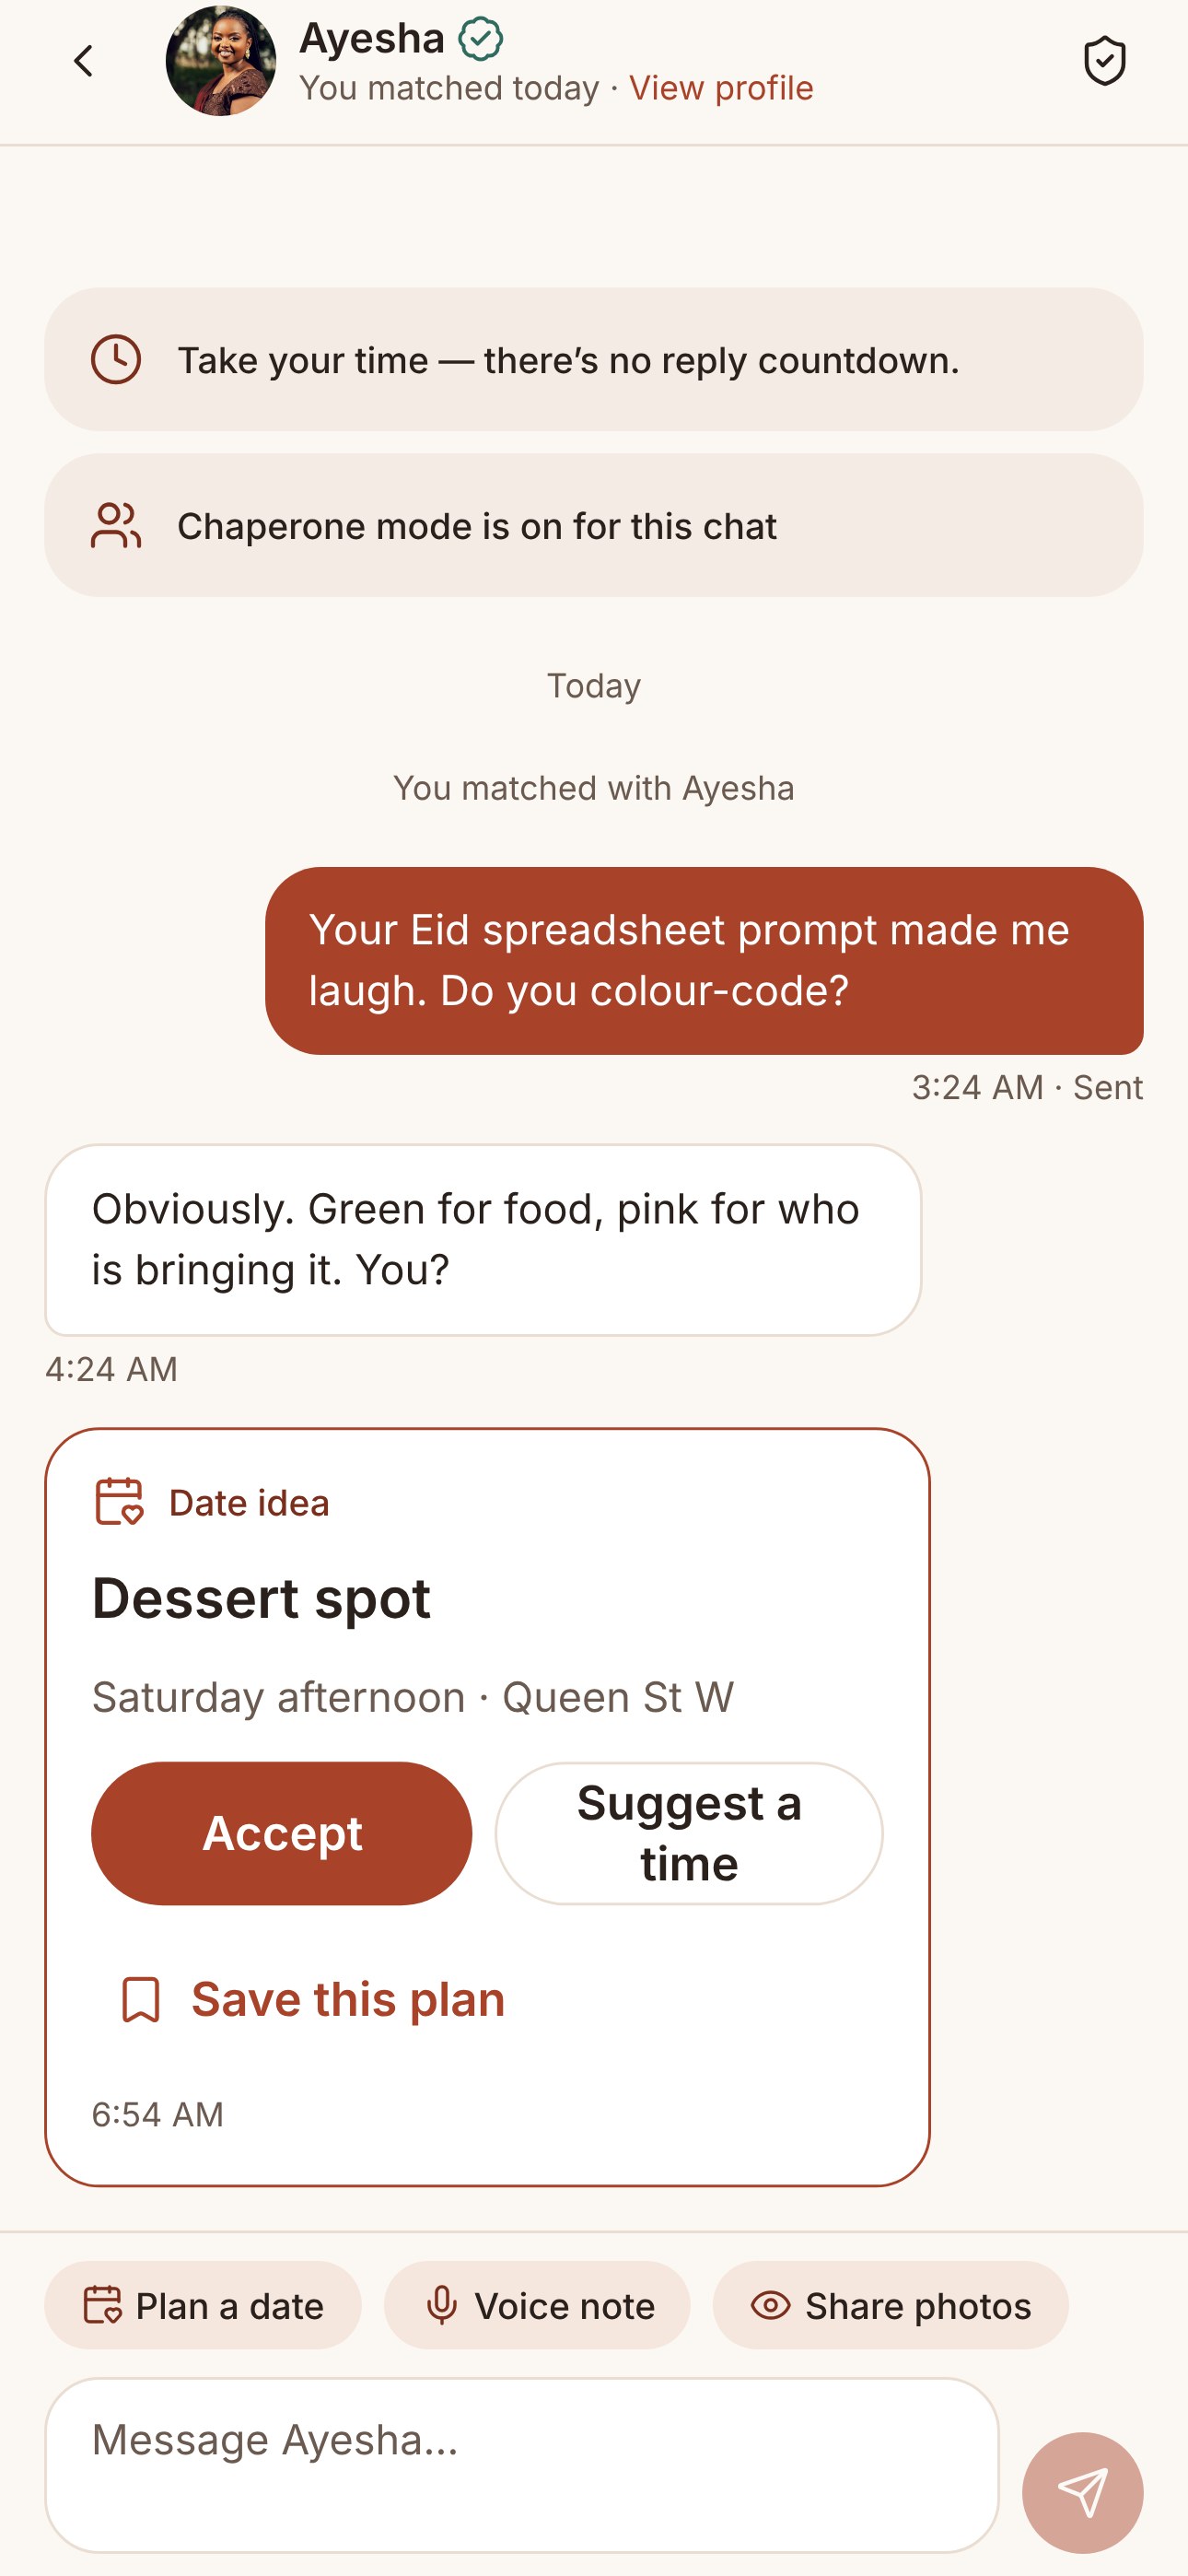 Ayesha
You matched today · View profile
Take your time — there’s no reply countdown.
Chaperone mode is on for this chat
Today
You matched with Ayesha
Your Eid spreadsheet prompt made me
laugh. Do you colour-code?
3:24 AM · Sent
Obviously. Green for food, pink for who
is bringing it. You?
4:24 AM
Date idea
Dessert spot
Saturday afternoon · Queen St W
Accept
Suggest a
time
Save this plan
6:54 AM
Plan a date
Voice note
Share photos
Message Ayesha...